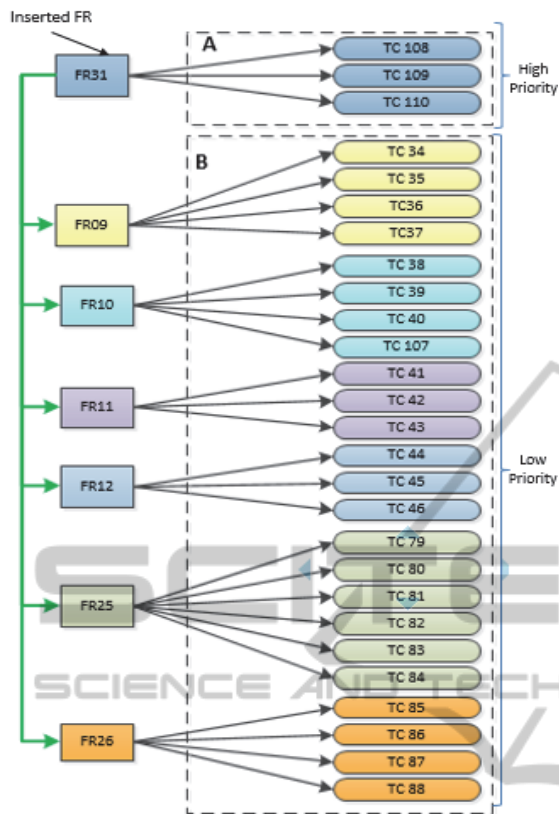 Inserted FR
A
FR31
TC 108
TC 109
TC 110
High
Priority
B
FR09
TC 34
TC 35
TC36
TC37
FR10
TC 38
TC 39
TC 40
TC 107
FR11
TC 41
TC 42
TC 43
FR12
TC 44
TC 45
TC 46
Low
Priority
FR25
TC 79
TC 80
TC 81
TC 82
TC 83
TC 84
SCITE
SCIENCE AND TECH
FR26
TC 85
TC 86
TC 87
TC 88